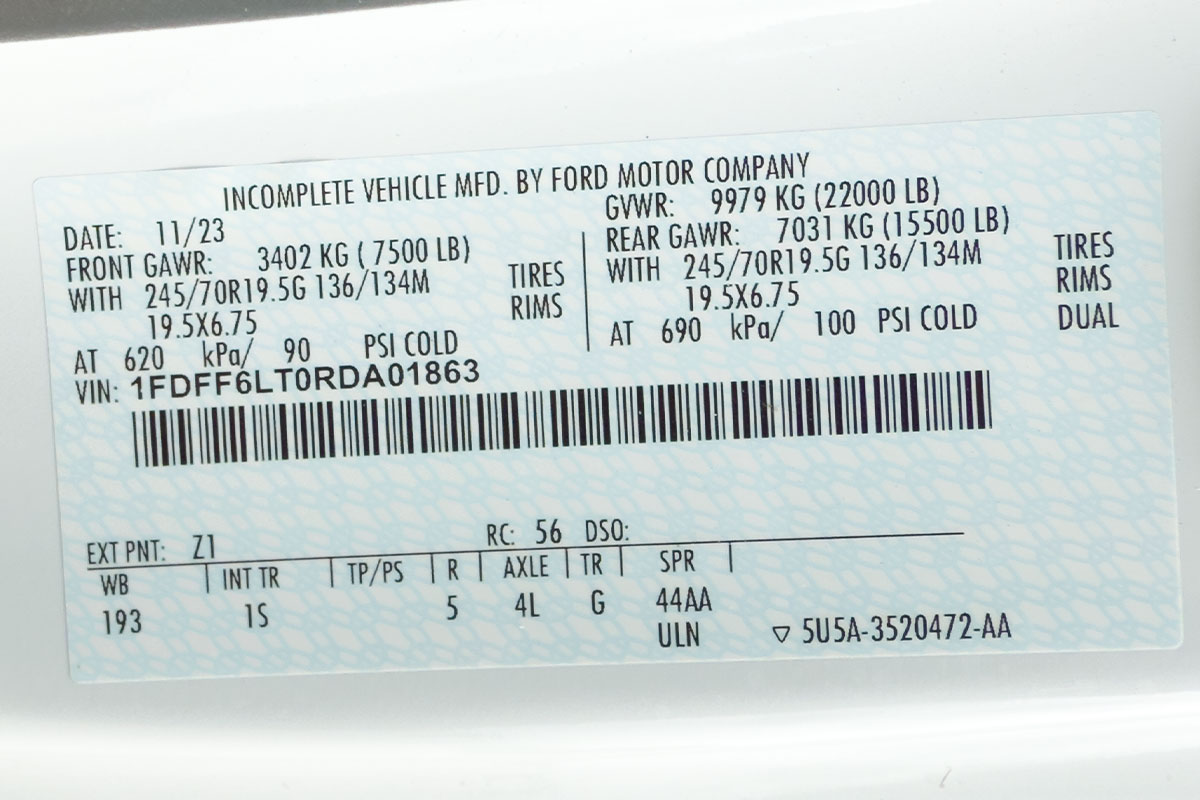 INCOMPLETE VEHICLE MFD. BY FORD MOTOR COMPANY
DATE: 11/23
GVWR: 9979 KG (22000 LB)
FRONT GAWR: 3402 KG ( 7500 LB)
REAR GAWR: 7031 KG (15500 LB)
WITH 245/70R19.5G 136/134M TIRES
WITH 245/70R19.5G 136/134M TIRES
19.5X6.75 RIMS
19.5X6.75 RIMS
AT 620 kPa/ 90 PSI COLD
AT 690 kPa/ 100 PSI COLD DUAL
VIN: 1FDFF6LT0RDA01863
EXT PNT: Z1 RC: 56 DSO:
WB INT TR TP/PS R AXLE TR SPR
193 1S 5 4L G 44AA
ULN ▽ 5U5A-3520472-AA